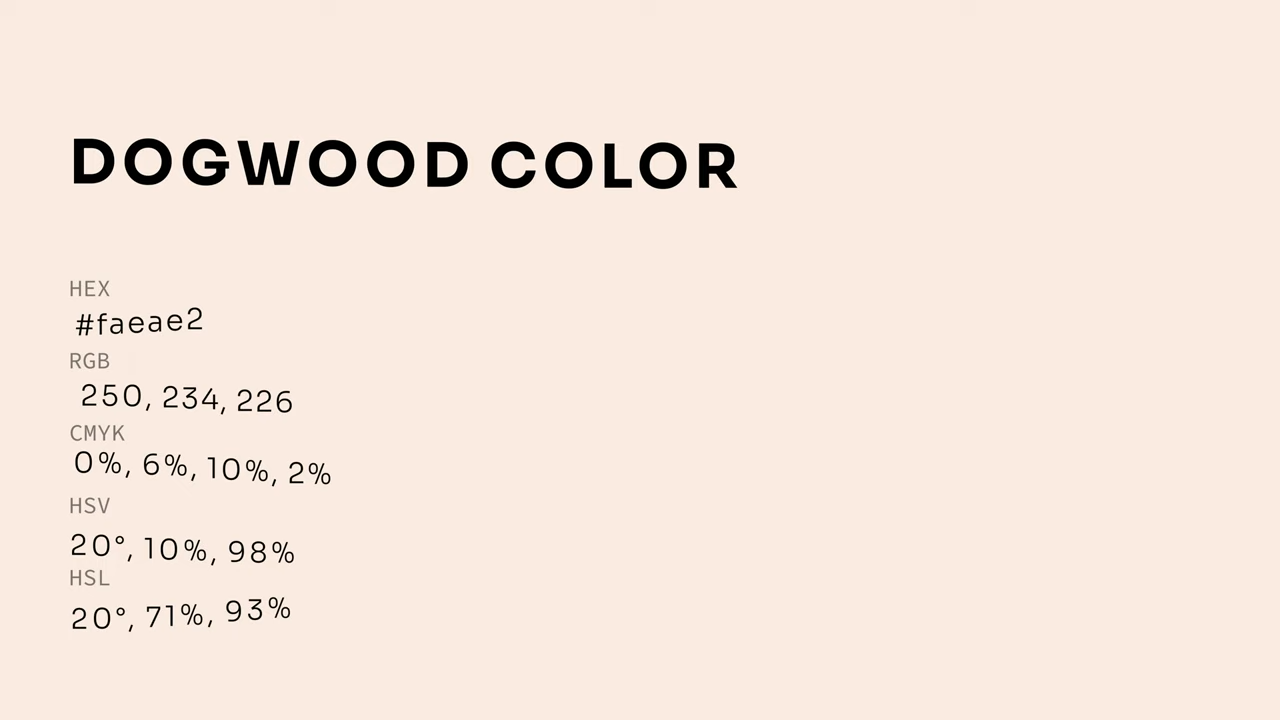 DOGWOOD COLOR
HEX
#faeae2
RGB
250, 234, 226
CMYK
0%, 6%, 10%, 2%
HSV
20°, 10%, 98%
HSL
20°, 71%, 93%